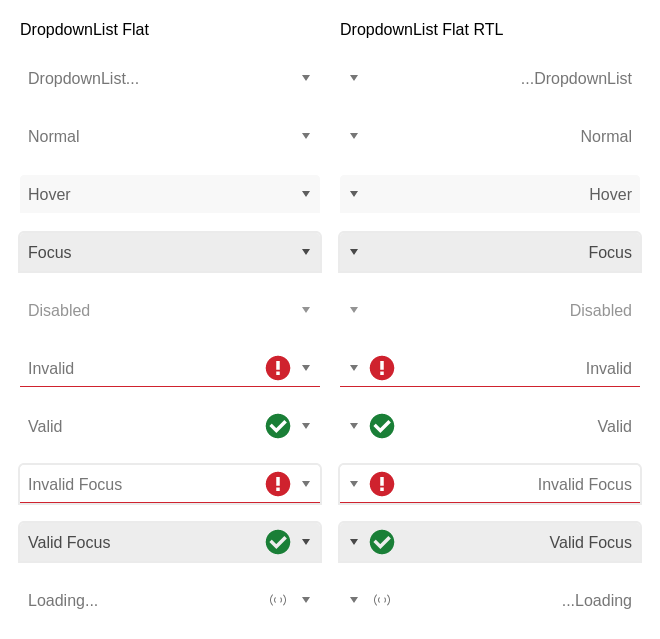 DropdownList Flat
DropdownList...
Normal
Hover
Focus
Disabled
Invalid
Valid
Invalid Focus
Valid Focus
Loading...
DropdownList Flat RTL
...DropdownList
Normal
Hover
Focus
Disabled
Invalid
Valid
Invalid Focus
Valid Focus
...Loading